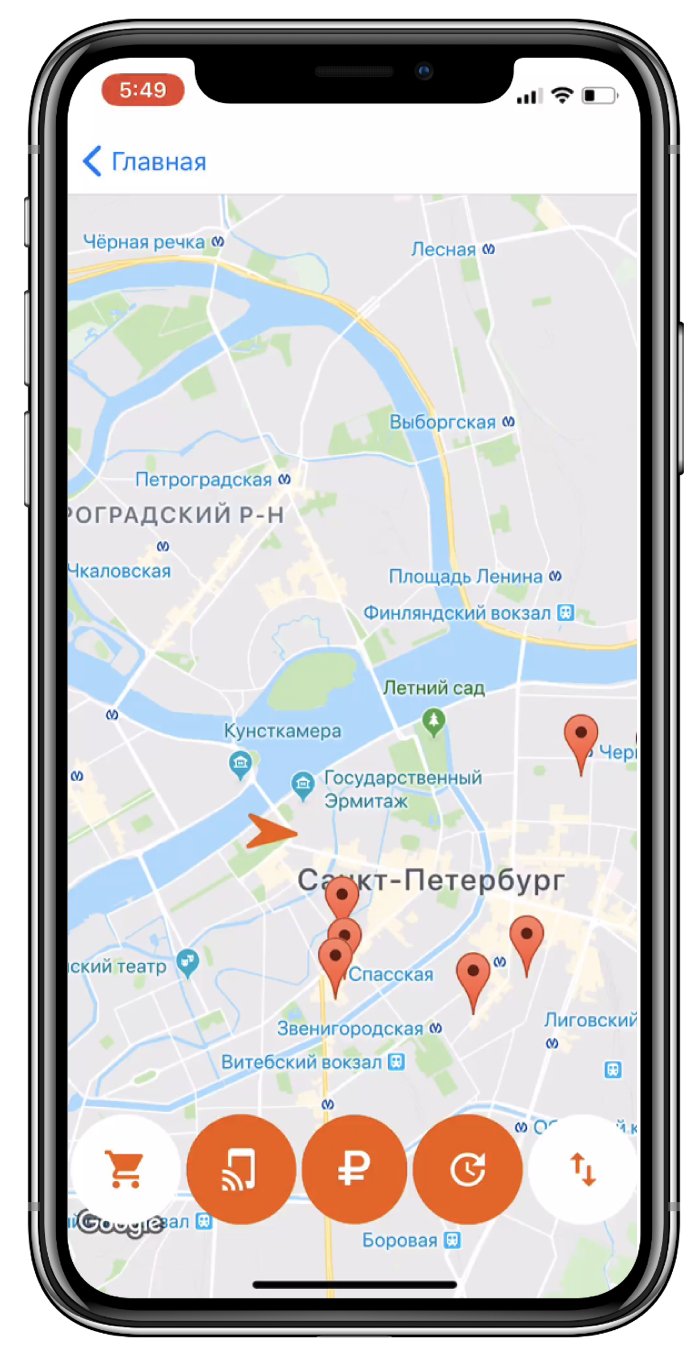 5:49
Главная
Чёрная речка
Лесная
Выборгская
Петроградская
РОГРАДСКИЙ Р-Н
Чкаловская
Площадь Ленина
Финляндский вокзал
Летний сад
Кунсткамера
Черн
Государственный
Эрмитаж
Санкт-Петербург
ский театр
Спасская
Звенигородская
Лиговский
Витебский вокзал
Google
вал
Боровая